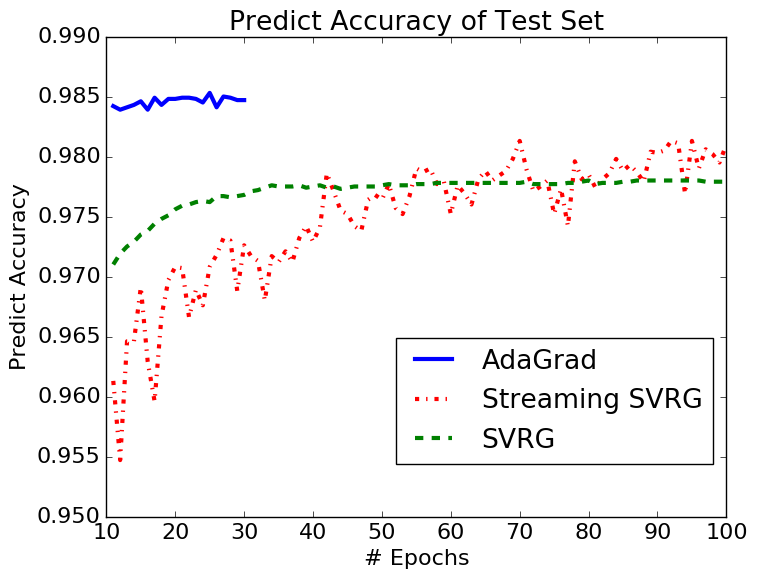 Predict Accuracy of Test Set
0.990
0.985
0.980
0.975
0.970
0.965
0.960
0.955
0.950
Predict Accuracy
AdaGrad
Streaming SVRG
SVRG
10 20 30 40 50 60 70 80 90 100
# Epochs